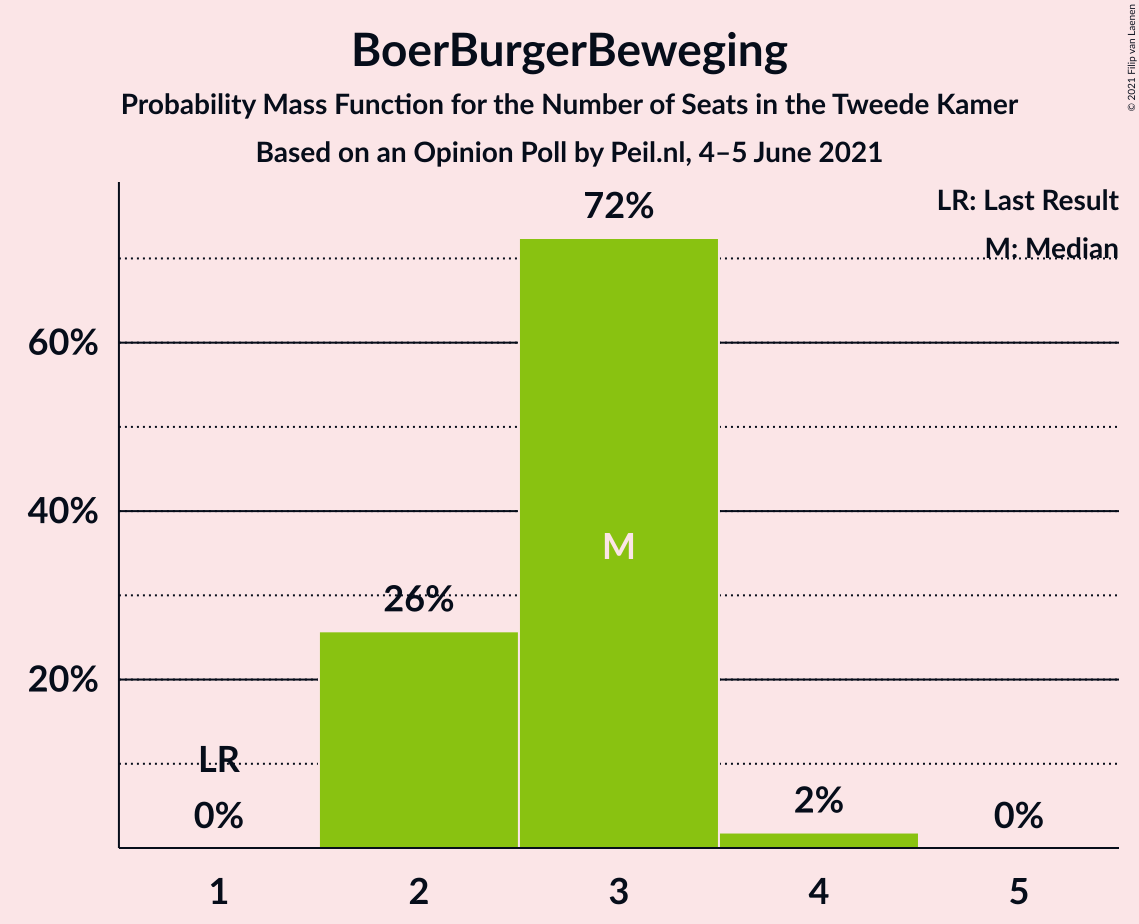 BoerBurgerBeweging
Probability Mass Function for the Number of Seats in the Tweede Kamer
Based on an Opinion Poll by Peil.nl, 4–5 June 2021
© 2021 Filip van Laenen
LR: Last Result
M: Median
72%
60%
40%
M
26%
20%
LR
0%
2%
0%
1 2 3 4 5